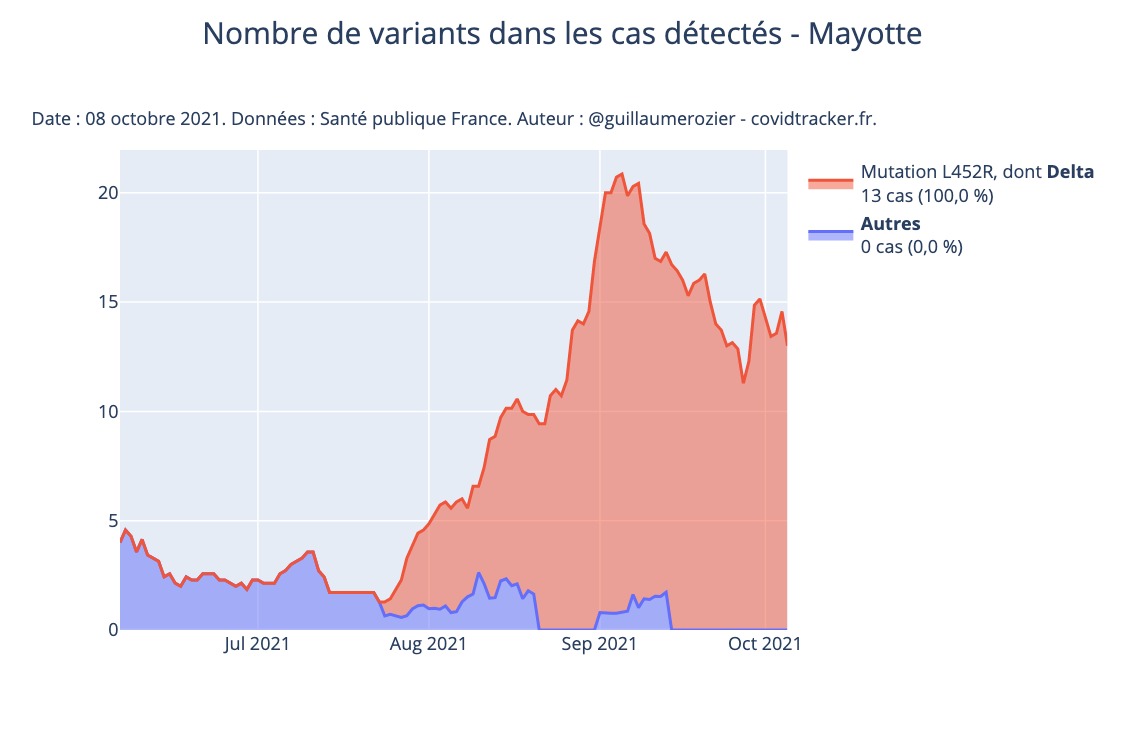 Nombre de variants dans les cas détectés - Mayotte
Date : 08 octobre 2021. Données : Santé publique France. Auteur : @guillaumerozier - covidtracker.fr.
Mutation L452R, dont Delta
13 cas (100,0 %)
Autres
0 cas (0,0 %)
20
15
10
5
0
Jul 2021
Aug 2021
Sep 2021
Oct 2021